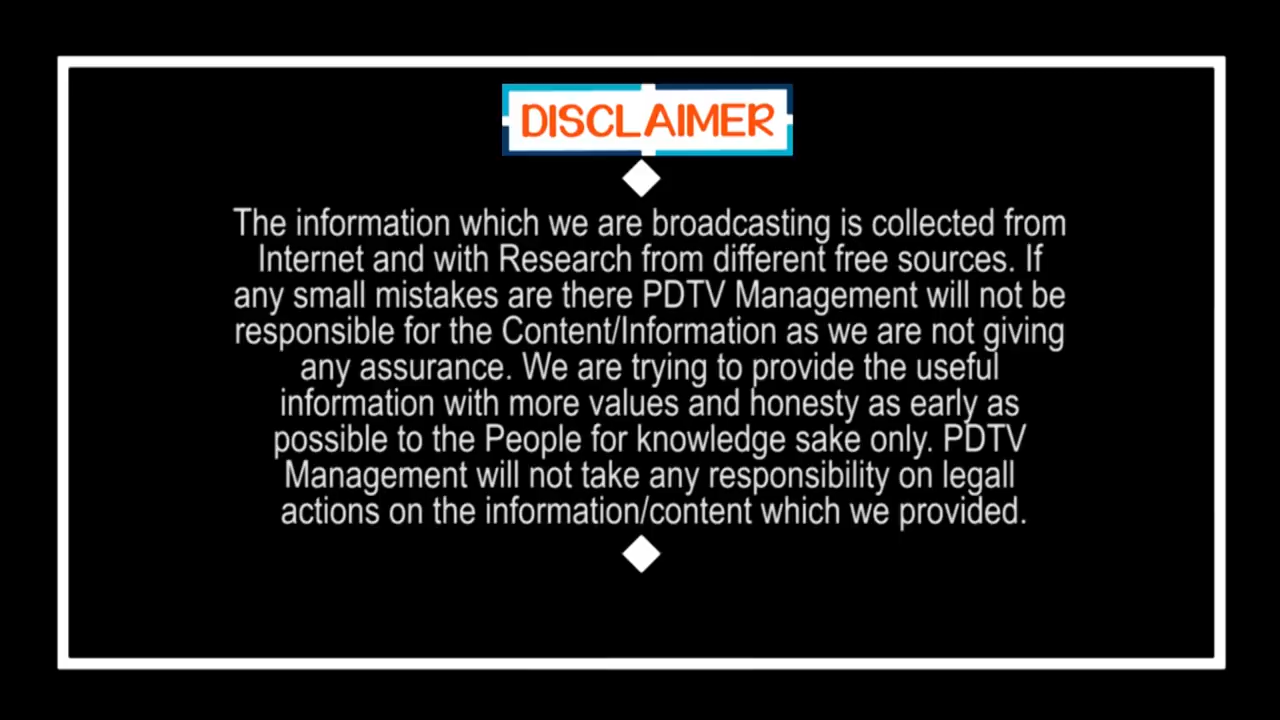 DISCLAIMER
The information which we are broadcasting is collected from
Internet and with Research from different free sources. If
any small mistakes are there PDTV Management will not be
responsible for the Content/Information as we are not giving
any assurance. We are trying to provide the useful
information with more values and honesty as early as
possible to the People for knowledge sake only. PDTV
Management will not take any responsibility on legall
actions on the information/content which we provided.